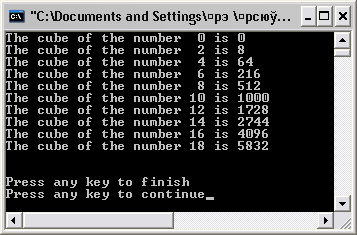 "C:\Documents and Settings\¤рэ \¤рсюў...
The cube of the number  0 is 0
The cube of the number  2 is 8
The cube of the number  4 is 64
The cube of the number  6 is 216
The cube of the number  8 is 512
The cube of the number 10 is 1000
The cube of the number 12 is 1728
The cube of the number 14 is 2744
The cube of the number 16 is 4096
The cube of the number 18 is 5832
Press any key to finish
Press any key to continue_